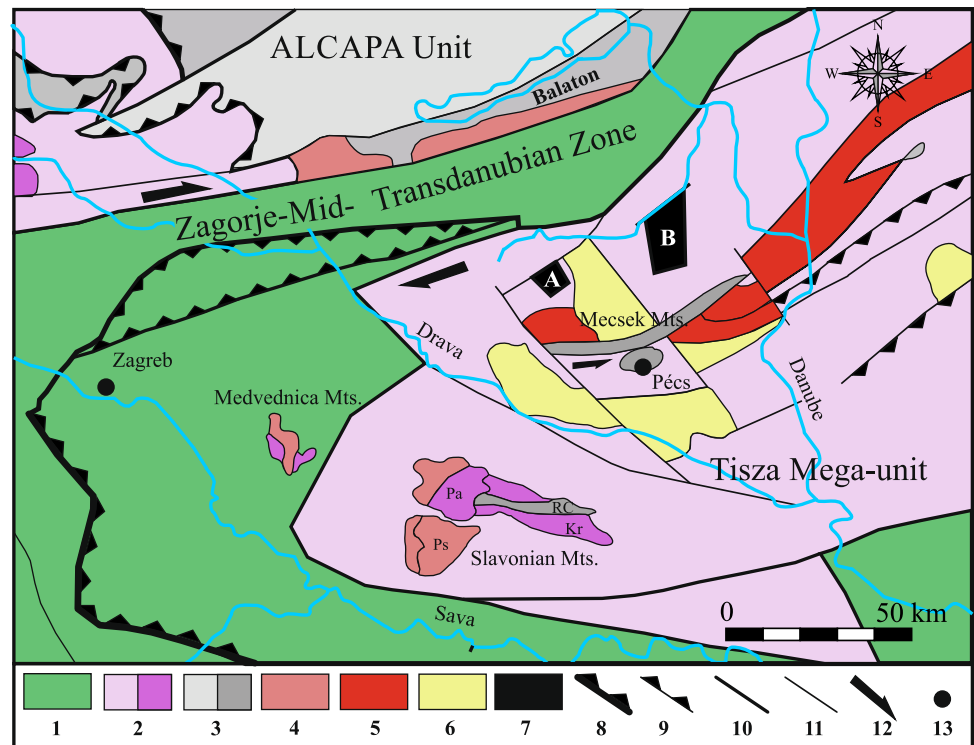 ALCAPA Unit
Balaton
N
W
E
S
Zagorje-Mid- Transdanubian Zone
B
A
Mecsek Mts.
Drava
Zagreb
Pécs
Danube
Medvednica Mts.
Tisza Mega-unit
Pa
RC
Kr
Ps
Slavonian Mts.
Sava
0
50 km
1
2
3
4
5
6
7
8
9
10
11
12
13